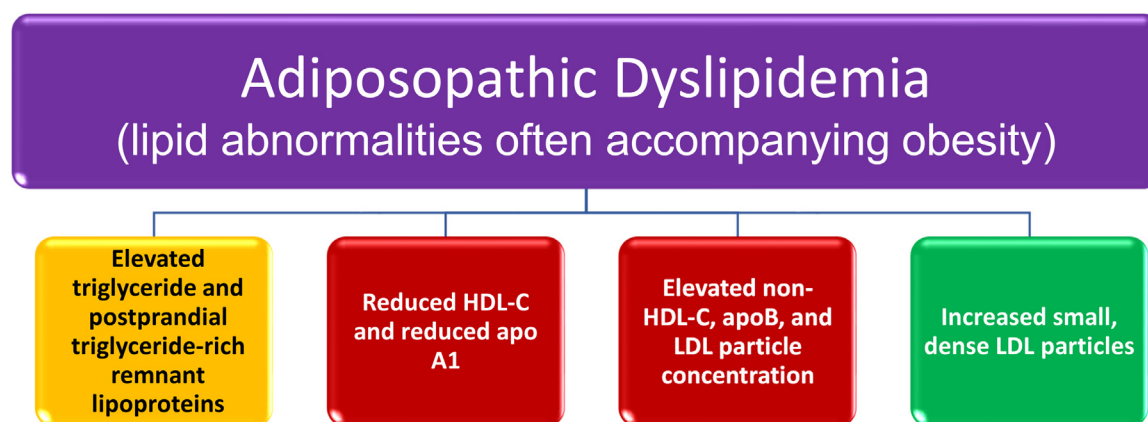 Adiposopathic Dyslipidemia
(lipid abnormalities often accompanying obesity)
Elevated
triglyceride and
postprandial
triglyceride-rich
remnant
lipoproteins
Reduced HDL-C
and reduced apo
A1
Elevated non-
HDL-C, apoB, and
LDL particle
concentration
Increased small,
dense LDL particles